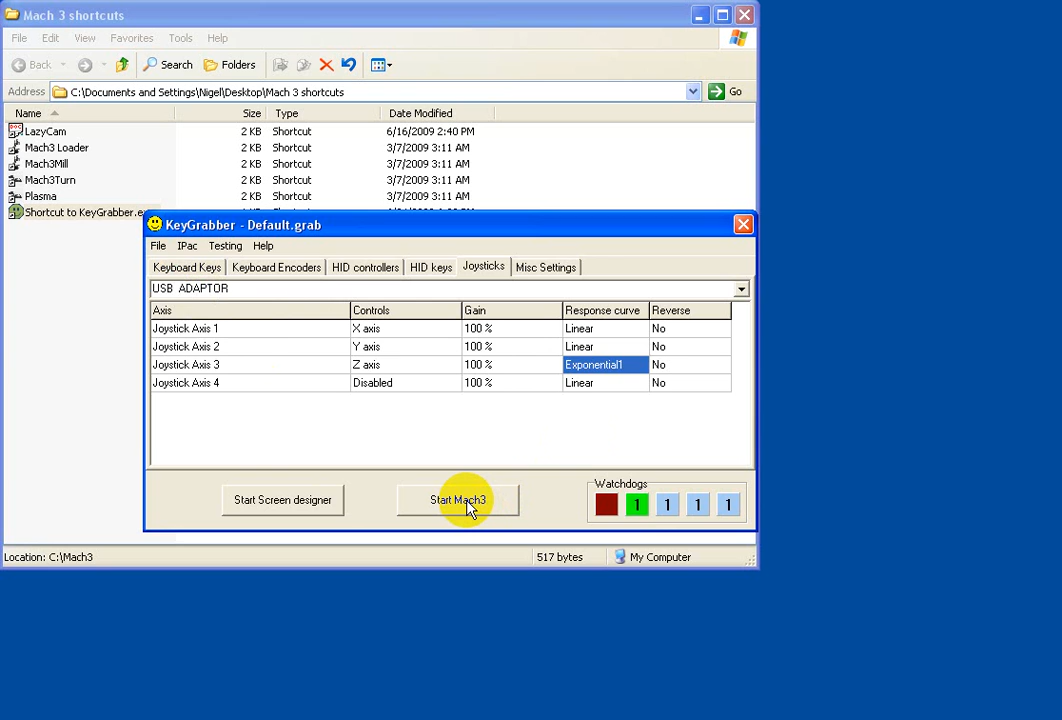 Mach 3 shortcuts
File Edit View Favorites Tools Help
Back Search Folders
Address C:\Documents and Settings\Nigel\Desktop\Mach 3 shortcuts Go
Name Size Type Date Modified
LazyCam 2 KB Shortcut 6/16/2009 2:40 PM
Mach3 Loader 2 KB Shortcut 3/7/2009 3:11 AM
Mach3Mill 2 KB Shortcut 3/7/2009 3:11 AM
Mach3Turn 2 KB Shortcut 3/7/2009 3:11 AM
Plasma 2 KB Shortcut 3/7/2009 3:11 AM
Shortcut to KeyGrabber.e
KeyGrabber - Default.grab
File IPac Testing Help
Keyboard Keys Keyboard Encoders HID controllers HID keys Joysticks Misc Settings
USB ADAPTOR
Axis Controls Gain Response curve Reverse
Joystick Axis 1 X axis 100 % Linear No
Joystick Axis 2 Y axis 100 % Linear No
Joystick Axis 3 Z axis 100 % Exponential1 No
Joystick Axis 4 Disabled 100 % Linear No
Start Screen designer Start Mach3
Watchdogs
1 1 1 1
Location: C:\Mach3 517 bytes My Computer